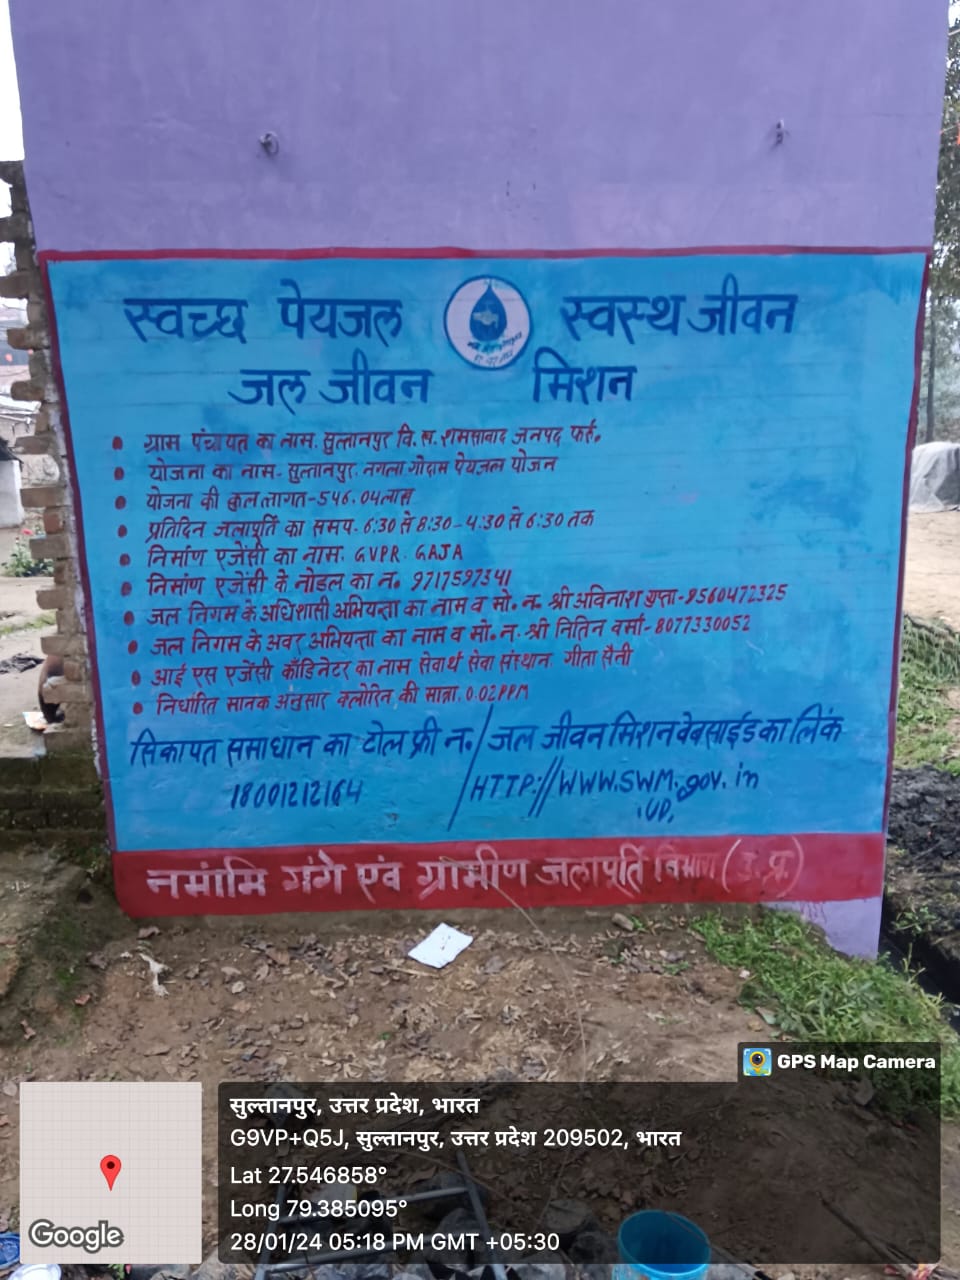 स्वच्छ पेयजल स्वस्थ जीवन
जल जीवन मिशन
• ग्राम पंचायत का नाम. सुल्तानपुर वि. ख. शमसाबाद जनपद फर्रु.
• योजना का नाम- सुल्तानपुर. नगला गोदाम पेयजल योजन
• योजना की कुल लागत-546.04लाख
• प्रतिदिन जलापूर्ति का समय. 6:30 से 8:30-4:30 से 6:30 तक
• निर्माण एजेंसी का नाम. GVPR. GAJA
• निर्माण एजेंसी के नोडल का न. 9717597341
• जल निगम के अधिशासी अभियन्ता का नाम व मो. न. श्री अविनाश गुप्ता-9560472325
• जल निगम के अवर अभियन्ता का नाम व मो. न. श्री नितिन वर्मा-8077330052
• आई एस एजेंसी कॉडिनेटर का नाम सेवार्थ सेवा संस्थान. गीता सैनी
• निर्धारित मानक अनुसार क्लोरिन की मात्रा. 0.02PPM
सिकायत समाधान का टोल फ्री न./जल जीवन मिशन वेबसाईड का लिंक
18001212164 /HTTP://WWW.SWM.gov.in
.UP.
नमांमि गंगे एंव ग्रामीण जलापूर्ति विभाग (उ.प्र.)
GPS Map Camera
सुल्तानपुर, उत्तर प्रदेश, भारत
G9VP+Q5J, सुल्तानपुर, उत्तर प्रदेश 209502, भारत
Lat 27.546858°
Long 79.385095°
28/01/24 05:18 PM GMT +05:30
Google